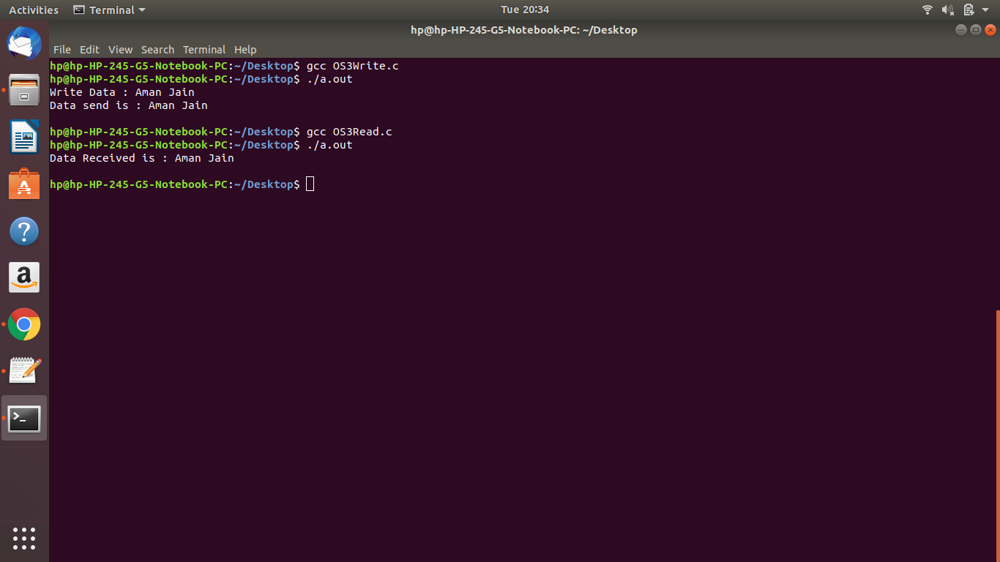 Activities Terminal Tue 20:34
hp@hp-HP-245-G5-Notebook-PC: ~/Desktop
File Edit View Search Terminal Help
hp@hp-HP-245-G5-Notebook-PC:~/Desktop$ gcc OS3Write.c
hp@hp-HP-245-G5-Notebook-PC:~/Desktop$ ./a.out
Write Data : Aman Jain
Data send is : Aman Jain
hp@hp-HP-245-G5-Notebook-PC:~/Desktop$ gcc OS3Read.c
hp@hp-HP-245-G5-Notebook-PC:~/Desktop$ ./a.out
Data Received is : Aman Jain
hp@hp-HP-245-G5-Notebook-PC:~/Desktop$